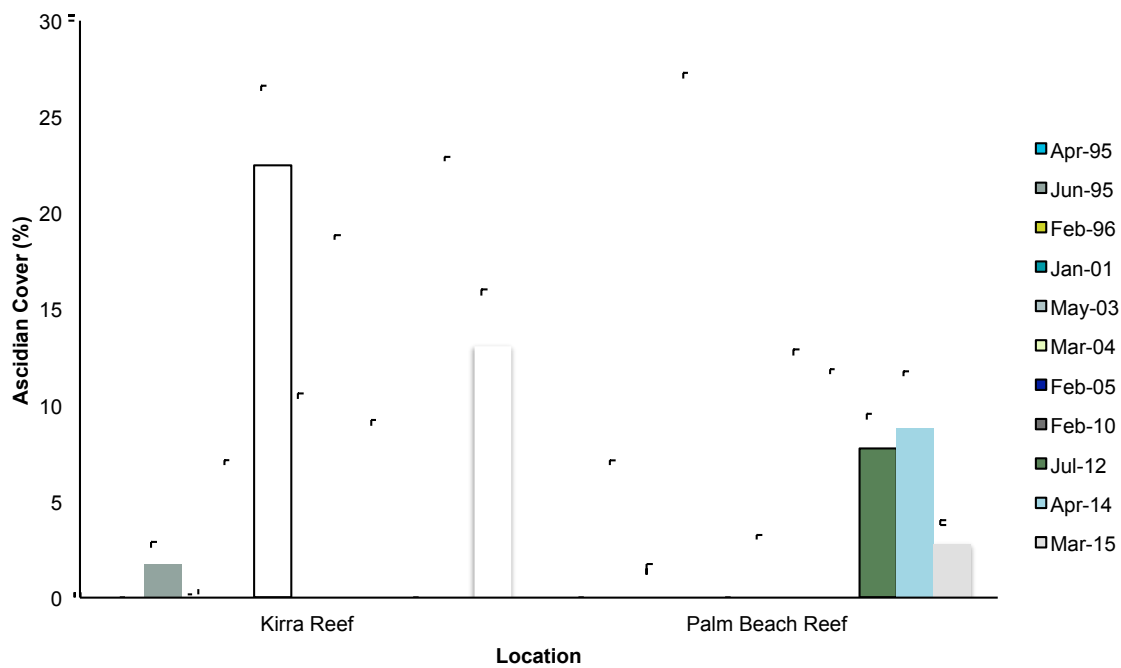 30
25
20
15
10
5
0
Ascidian Cover (%)
Kirra Reef
Palm Beach Reef
Location
Apr-95
Jun-95
Feb-96
Jan-01
May-03
Mar-04
Feb-05
Feb-10
Jul-12
Apr-14
Mar-15